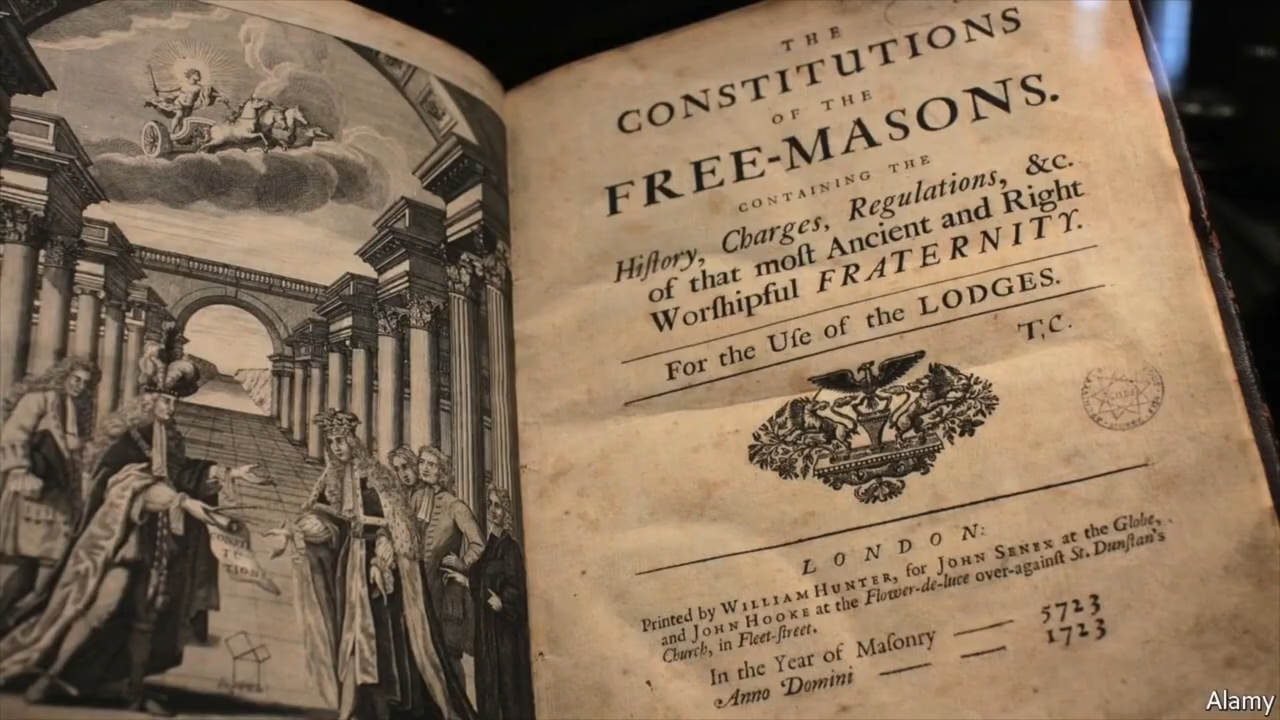 THE
CONSTITUTIONS
OF THE
FREE-MASONS.
CONTAINING THE
Hiſtory, Charges, Regulations, &c.
of that moſt Ancient and Right
Worſhipful FRATERNITY.
For the Uſe of the LODGES.
T.C.
LONDON:
Printed by WILLIAM HUNTER, for JOHN SENEX at the Globe,
and JOHN HOOKE at the Flower-de-luce over-againſt St. Dunſtan's
Church, in Fleet-ſtreet.
In the Year of Maſonry —— 5723
Anno Domini —— — 1723
Alamy